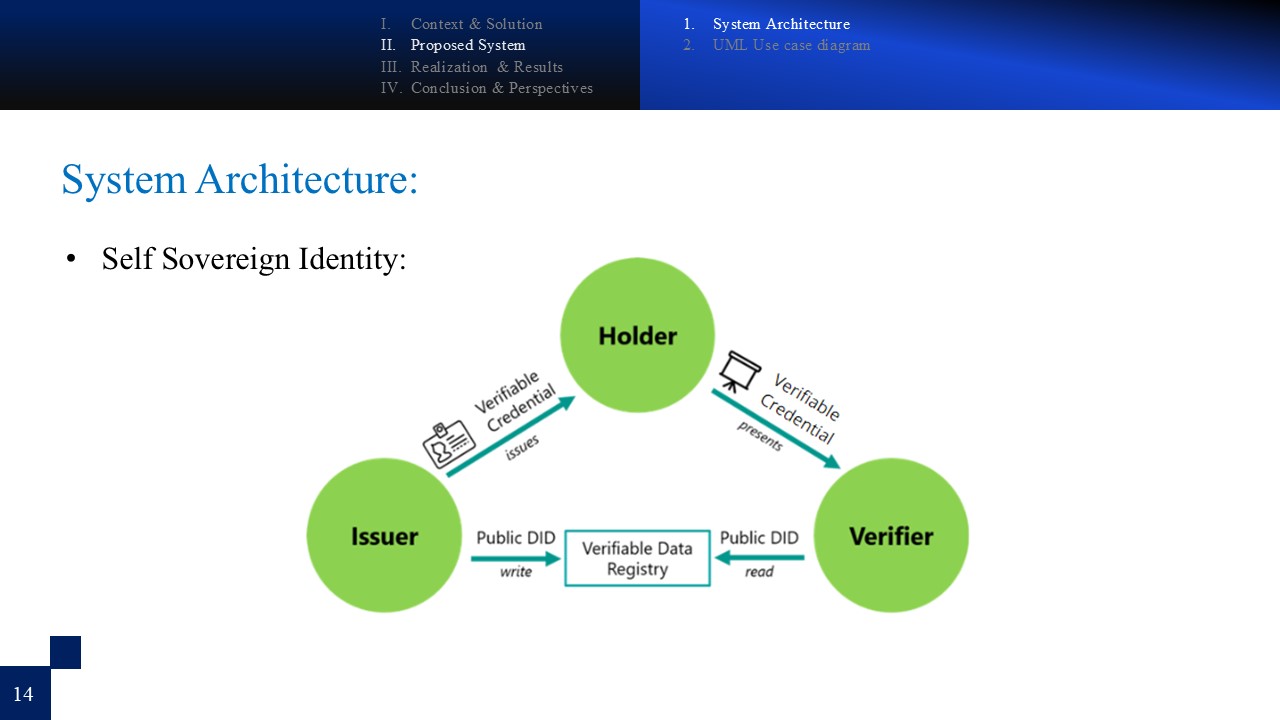 I. Context & Solution
II. Proposed System
III. Realization & Results
IV. Conclusion & Perspectives
1. System Architecture
2. UML Use case diagram
System Architecture:
• Self Sovereign Identity:
Holder
Verifiable
Credential
issues
Verifiable
Credential
presents
Issuer
Public DID
write
Verifiable Data
Registry
Public DID
read
Verifier
14